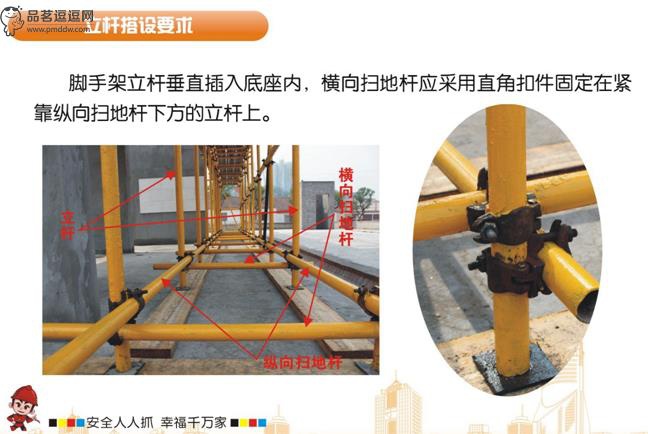 品茗逗逗网
www.pmddw.com
立杆搭设要求
脚手架立杆垂直插入底座内，横向扫地杆应采用直角扣件固定在紧
靠纵向扫地杆下方的立杆上。
立杆
横向扫地杆
纵向扫地杆
安全人人抓 幸福千万家